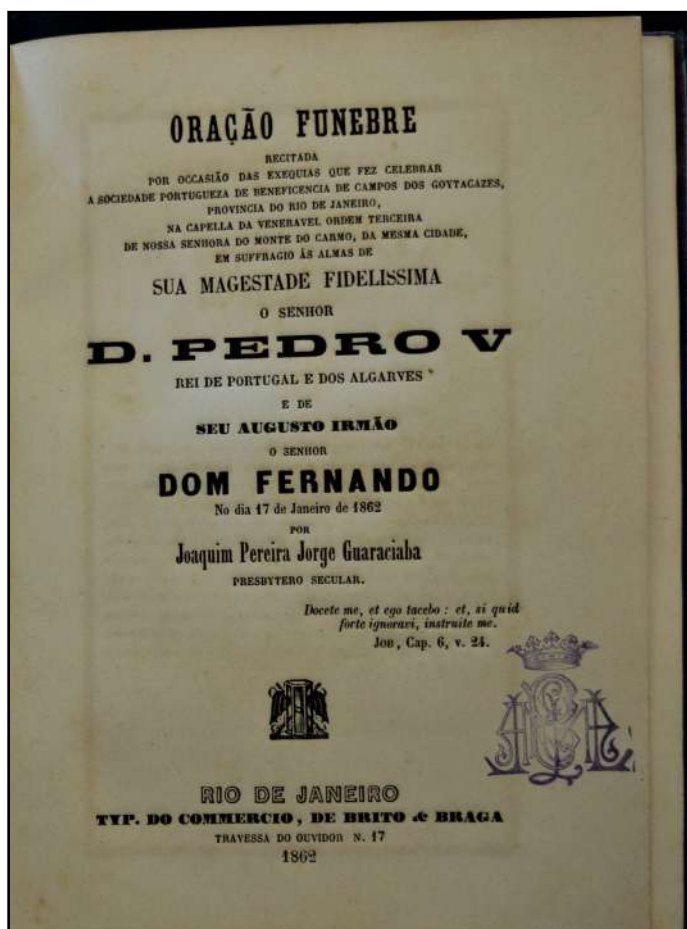 ORAÇÃO FUNEBRE
RECITADA
POR OCCASIÃO DAS EXEQUIAS QUE FEZ CELEBRAR
A SOCIEDADE PORTUGUEZA DE BENEFICENCIA DE CAMPOS DOS GOYTACAZES,
PROVINCIA DO RIO DE JANEIRO,
NA CAPELLA DA VENERAVEL ORDEM TERCEIRA
DE NOSSA SENHORA DO MONTE DO CARMO, DA MESMA CIDADE,
EM SUFFRAGIO ÀS ALMAS DE
SUA MAGESTADE FIDELISSIMA
O SENHOR
D. PEDRO V
REI DE PORTUGAL E DOS ALGARVES
E DE
SEU AUGUSTO IRMÃO
O SENHOR
DOM FERNANDO
No dia 17 de Janeiro de 1862
POR
Joaquim Pereira Jorge Guaraciaba
PRESBYTERO SECULAR.
Docete me, et ego tacebo : et, si quid
forte ignoravi, instruite me.
JOB, Cap. 6, v. 24.
RIO DE JANEIRO
TYP. DO COMMERCIO, DE BRITO & BRAGA
TRAVESSA DO OUVIDOR N. 17
1862